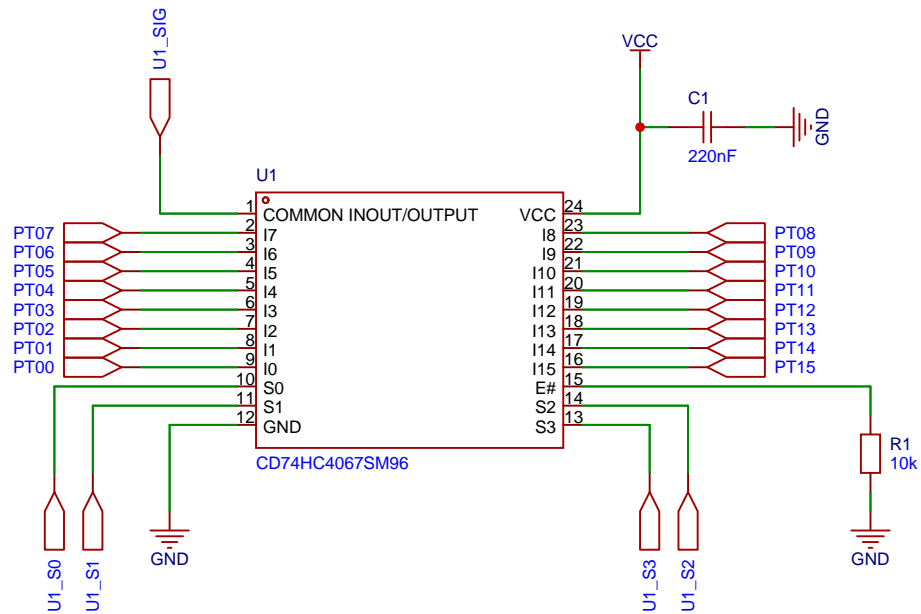 U1_SIG
VCC
C1
220nF
GND
U1
1 COMMON INOUT/OUTPUT VCC 24
PT07 2 I7 I8 23 PT08
PT06 3 I6 I9 22 PT09
PT05 4 I5 I10 21 PT10
PT04 5 I4 I11 20 PT11
PT03 6 I3 I12 19 PT12
PT02 7 I2 I13 18 PT13
PT01 8 I1 I14 17 PT14
PT00 9 I0 I15 16 PT15
10 S0 E# 15
11 S1 S2 14
12 GND S3 13
CD74HC4067SM96
R1
10k
GND
GND
U1_S0
U1_S1
U1_S3
U1_S2